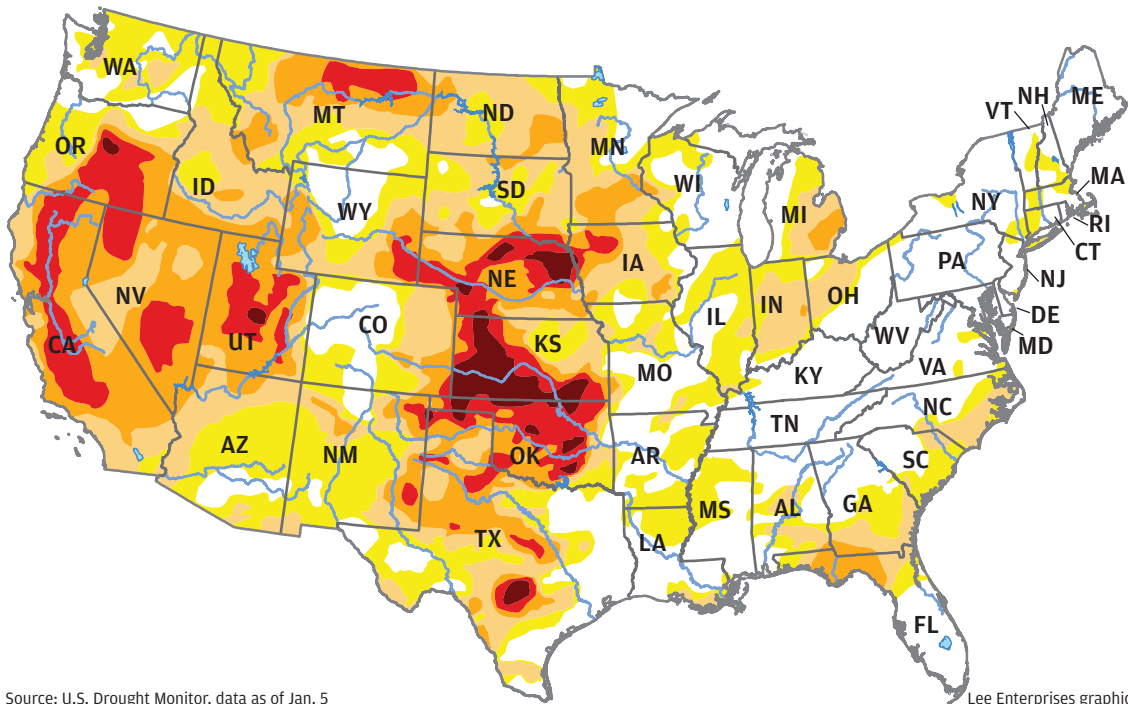 WA
MT
ND
MN
VT
NH
ME
OR
ID
SD
WI
MI
NY
MA
WY
RI
CT
NE
IA
PA
NJ
NV
UT
CO
KS
IL
IN
OH
DE
CA
MO
WV
MD
KY
VA
AZ
NM
OK
AR
TN
NC
SC
TX
LA
MS
AL
GA
FL
Source: U.S. Drought Monitor, data as of Jan. 5
Lee Enterprises graphic